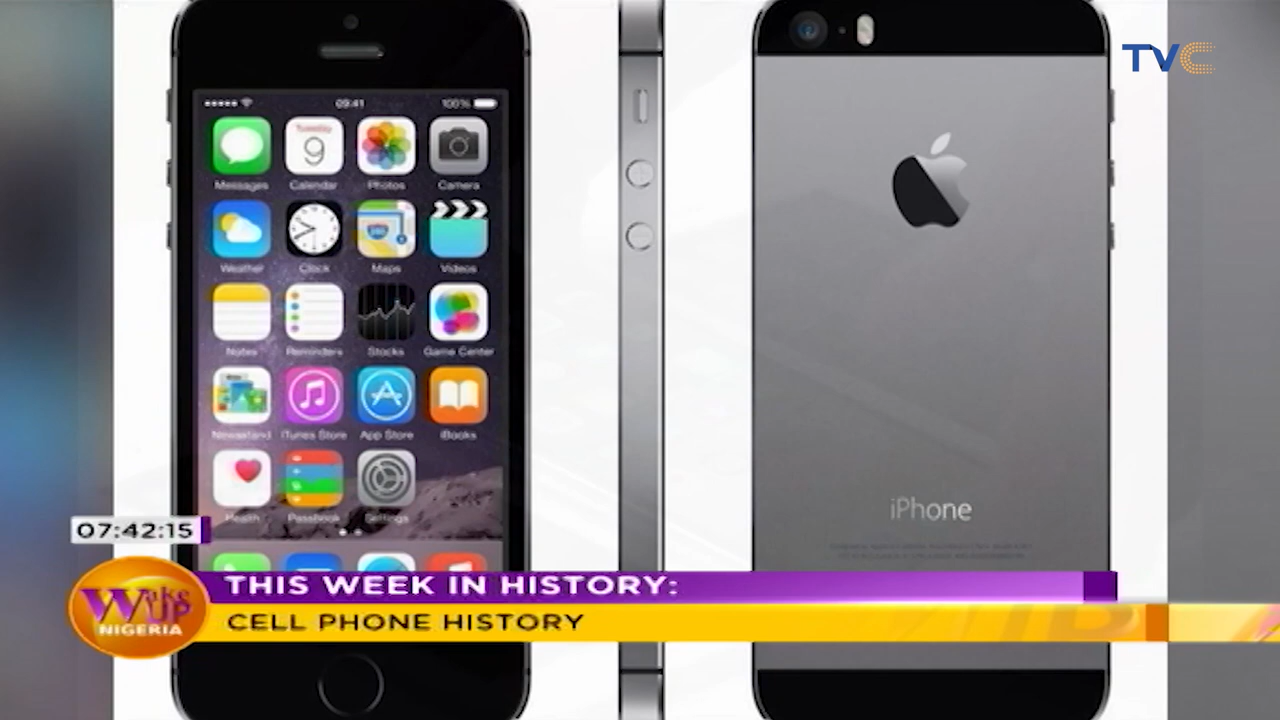 TVC
09:41
100%
Tuesday
9
Messages
Calendar
Photos
Camera
280
Weather
Clock
Maps
Videos
Notes
Reminders
Stocks
Game Center
Newsstand
iTunes Store
App Store
iBooks
Health
Passbook
Settings
iPhone
07:42:15
Wake Up
NIGERIA
THIS WEEK IN HISTORY:
CELL PHONE HISTORY